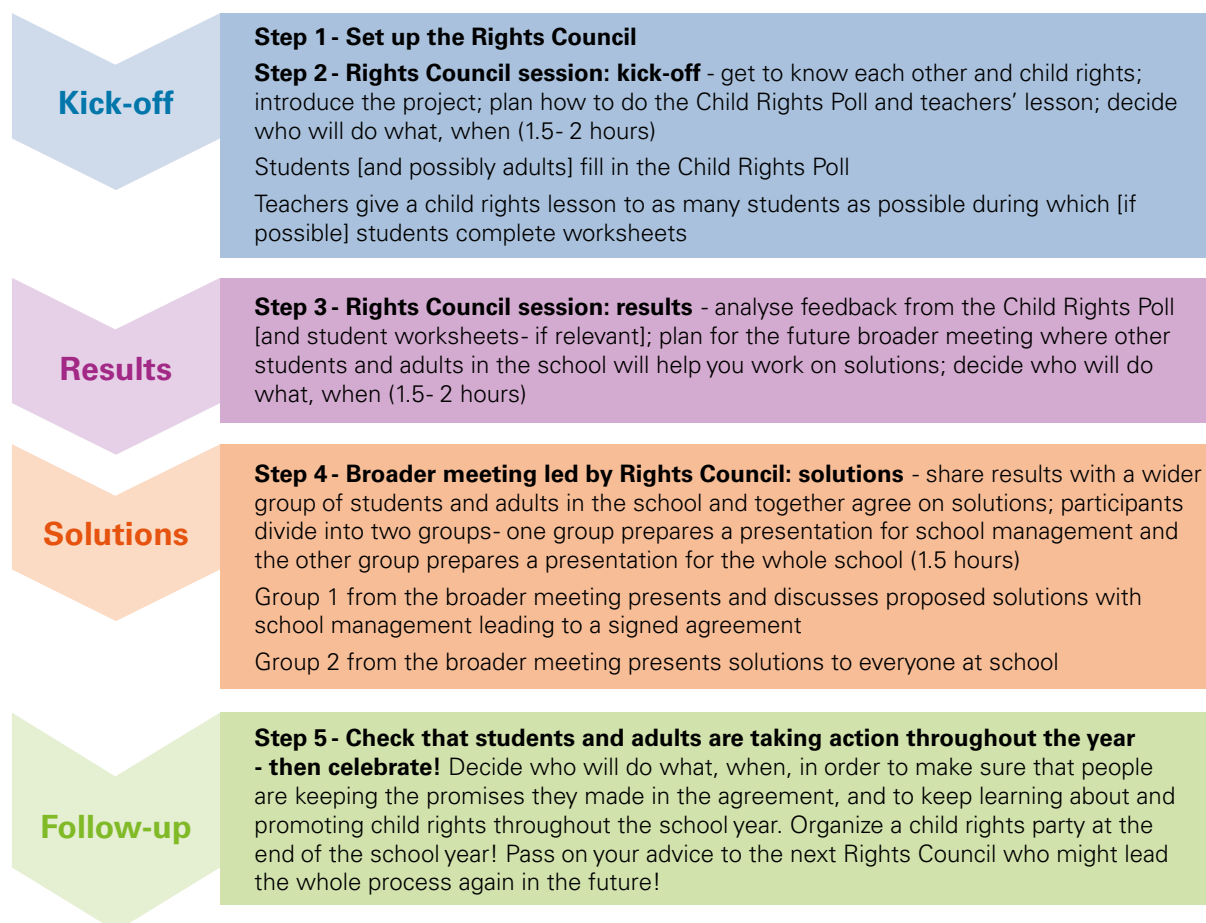 Kick-off
Step 1 - Set up the Rights Council
Step 2 - Rights Council session: kick-off - get to know each other and child rights;
introduce the project; plan how to do the Child Rights Poll and teachers' lesson; decide
who will do what, when (1.5- 2 hours)
Students [and possibly adults] fill in the Child Rights Poll
Teachers give a child rights lesson to as many students as possible during which [if
possible] students complete worksheets
Results
Step 3 - Rights Council session: results - analyse feedback from the Child Rights Poll
[and student worksheets- if relevant]; plan for the future broader meeting where other
students and adults in the school will help you work on solutions; decide who will do
what, when (1.5- 2 hours)
Solutions
Step 4 - Broader meeting led by Rights Council: solutions - share results with a wider
group of students and adults in the school and together agree on solutions; participants
divide into two groups- one group prepares a presentation for school management and
the other group prepares a presentation for the whole school (1.5 hours)
Group 1 from the broader meeting presents and discusses proposed solutions with
school management leading to a signed agreement
Group 2 from the broader meeting presents solutions to everyone at school
Follow-up
Step 5 - Check that students and adults are taking action throughout the year
- then celebrate! Decide who will do what, when, in order to make sure that people
are keeping the promises they made in the agreement, and to keep learning about and
promoting child rights throughout the school year. Organize a child rights party at the
end of the school year! Pass on your advice to the next Rights Council who might lead
the whole process again in the future!